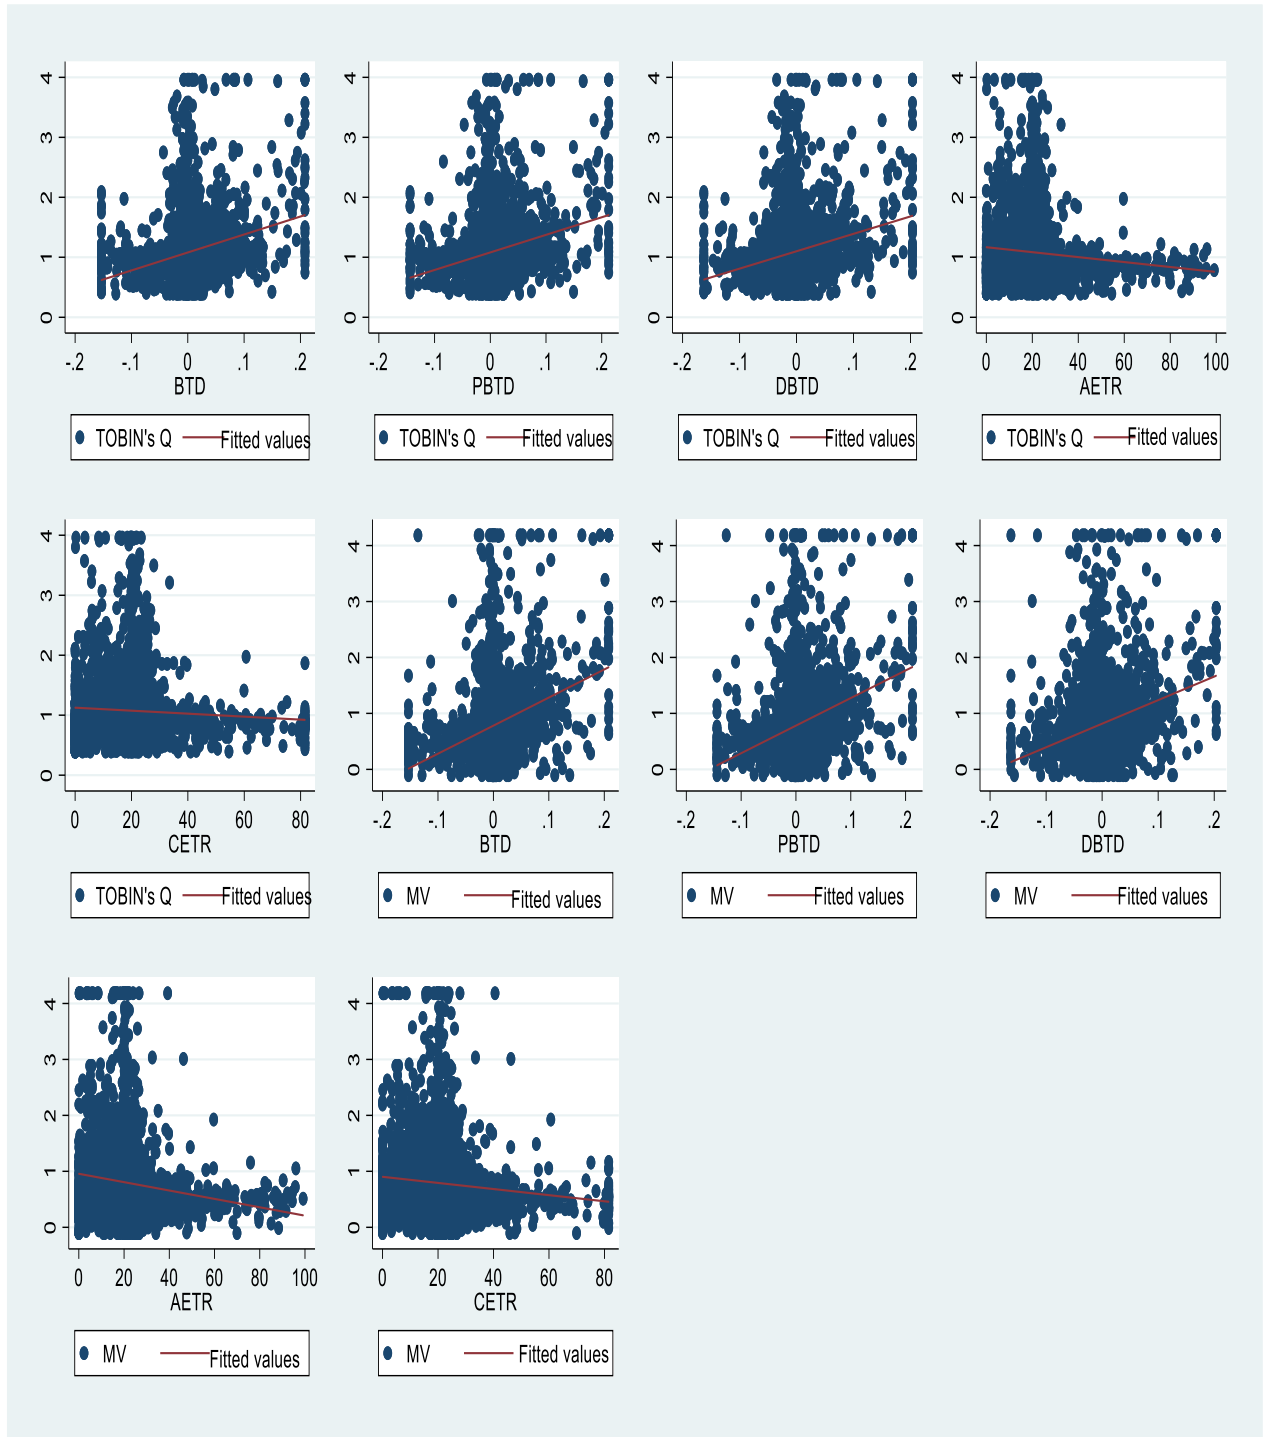 4
3
2
1
0
-.2 -.1 0 .1 .2
BTD
TOBIN's Q Fitted values
4
3
2
1
0
-.2 -.1 0 .1 .2
PBTD
TOBIN's Q Fitted values
4
3
2
1
0
-.2 -.1 0 .1 .2
DBTD
TOBIN's Q Fitted values
4
3
2
1
0
0 20 40 60 80 100
AETR
TOBIN's Q Fitted values
4
3
2
1
0
0 20 40 60 80
CETR
TOBIN's Q Fitted values
4
3
2
1
0
-.2 -.1 0 .1 .2
BTD
MV Fitted values
4
3
2
1
0
-.2 -.1 0 .1 .2
PBTD
MV Fitted values
4
3
2
1
0
-.2 -.1 0 .1 .2
DBTD
MV Fitted values
4
3
2
1
0
0 20 40 60 80 100
AETR
MV Fitted values
4
3
2
1
0
0 20 40 60 80
CETR
MV Fitted values